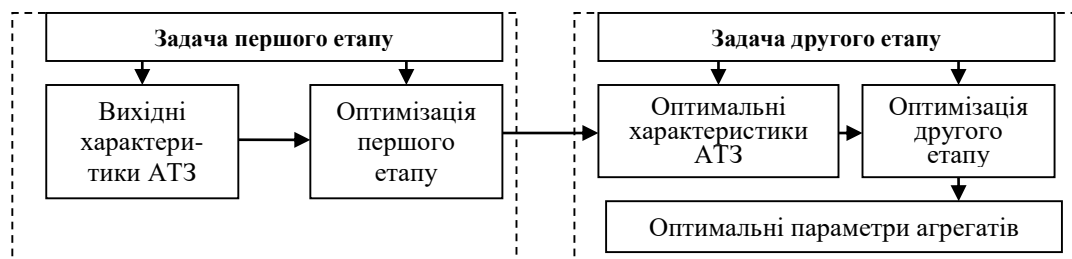 Задача першого етапу
Вихідні
характери-
тики АТЗ
Оптимізація
першого
етапу
Задача другого етапу
Оптимальні
характеристики
АТЗ
Оптимізація
другого
етапу
Оптимальні параметри агрегатів